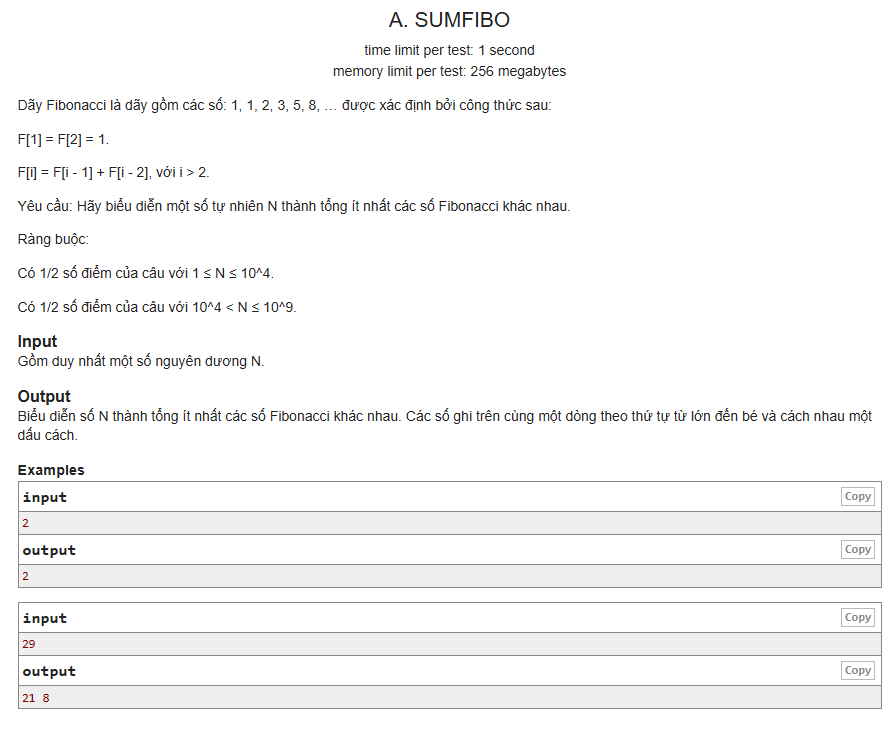 A. SUMFIBO
time limit per test: 1 second
memory limit per test: 256 megabytes
Dãy Fibonacci là dãy gồm các số: 1, 1, 2, 3, 5, 8, … được xác định bởi công thức sau:
F[1] = F[2] = 1.
F[i] = F[i - 1] + F[i - 2], với i > 2.
Yêu cầu: Hãy biểu diễn một số tự nhiên N thành tổng ít nhất các số Fibonacci khác nhau.
Ràng buộc:
Có 1/2 số điểm của câu với 1 ≤ N ≤ 10^4.
Có 1/2 số điểm của câu với 10^4 < N ≤ 10^9.
Input
Gồm duy nhất một số nguyên dương N.
Output
Biểu diễn số N thành tổng ít nhất các số Fibonacci khác nhau. Các số ghi trên cùng một dòng theo thứ tự từ lớn đến bé và cách nhau một
dấu cách.
Examples
input Copy
2
output Copy
2
input Copy
29
output Copy
21 8